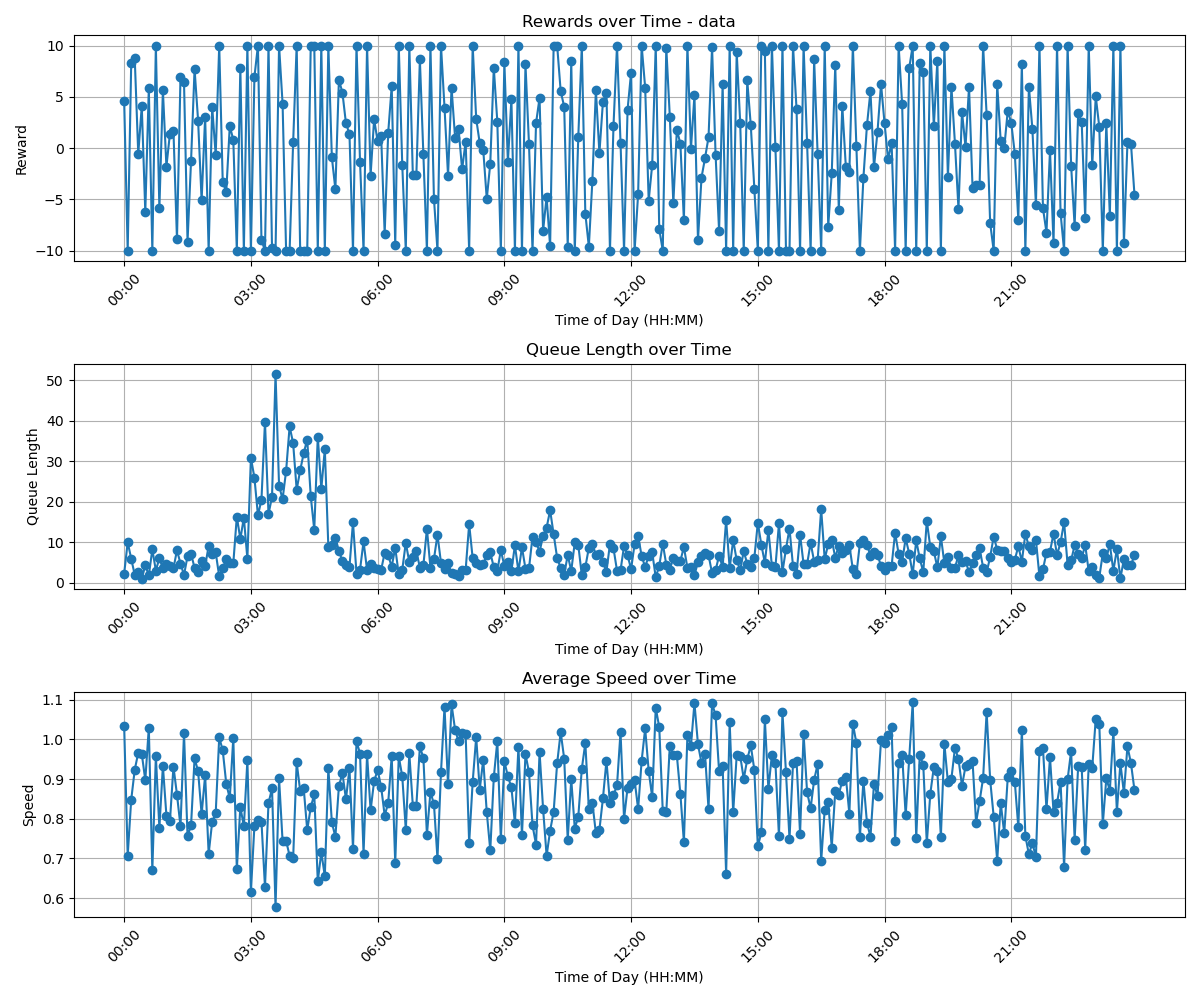 Rewards over Time - data
Reward
10
5
0
−5
−10
00:00 03:00 06:00 09:00 12:00 15:00 18:00 21:00
Time of Day (HH:MM)
Queue Length over Time
Queue Length
50
40
30
20
10
0
00:00 03:00 06:00 09:00 12:00 15:00 18:00 21:00
Time of Day (HH:MM)
Average Speed over Time
Speed
1.1
1.0
0.9
0.8
0.7
0.6
00:00 03:00 06:00 09:00 12:00 15:00 18:00 21:00
Time of Day (HH:MM)